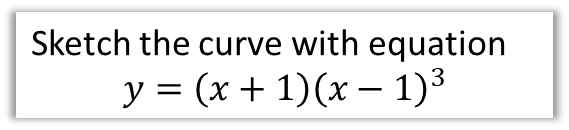 Sketch the curve with equation
𝑦 = (𝑥 + 1)(𝑥 − 1)³